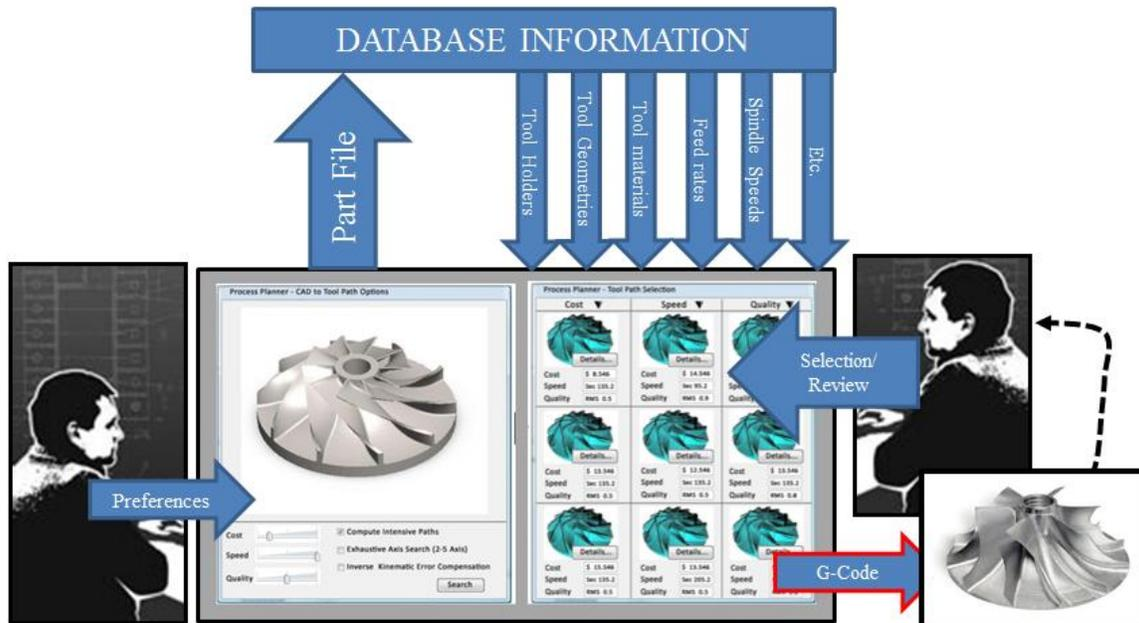 DATABASE INFORMATION
Part File
Tool Holders
Tool Geometries
Tool materials
Feed rates
Spindle Speeds
Etc.
Preferences
Process Planner - CAD to Tool Path Options
Cost
Speed
Quality
Compute Intensive Paths
Exhaustive Axis Search (2-5 Axis)
Inverse Kinematic Error Compensation
Search
Process Planner - Tool Path Selection
Cost ▼ Speed ▼ Quality ▼
Details... Details...
Cost $ 8.546 Cost $ 14.546 Cost
Speed Sec 135.2 Speed Sec 95.2 Speed
Quality RMS 0.5 Quality RMS 0.9 Quality
Details... Details... Details...
Cost $ 13.546 Cost $ 12.546 Cost $ 13.546
Speed Sec 135.2 Speed Sec 135.2 Speed Sec 135.2
Quality RMS 0.5 Quality RMS 0.5 Quality RMS 0.8
Details... Details... Details...
Cost $ 15.546 Cost $ 13.546
Speed Sec 135.2 Speed Sec 205.2
Quality RMS 0.5 Quality RMS 0.5
Selection/
Review
G-Code